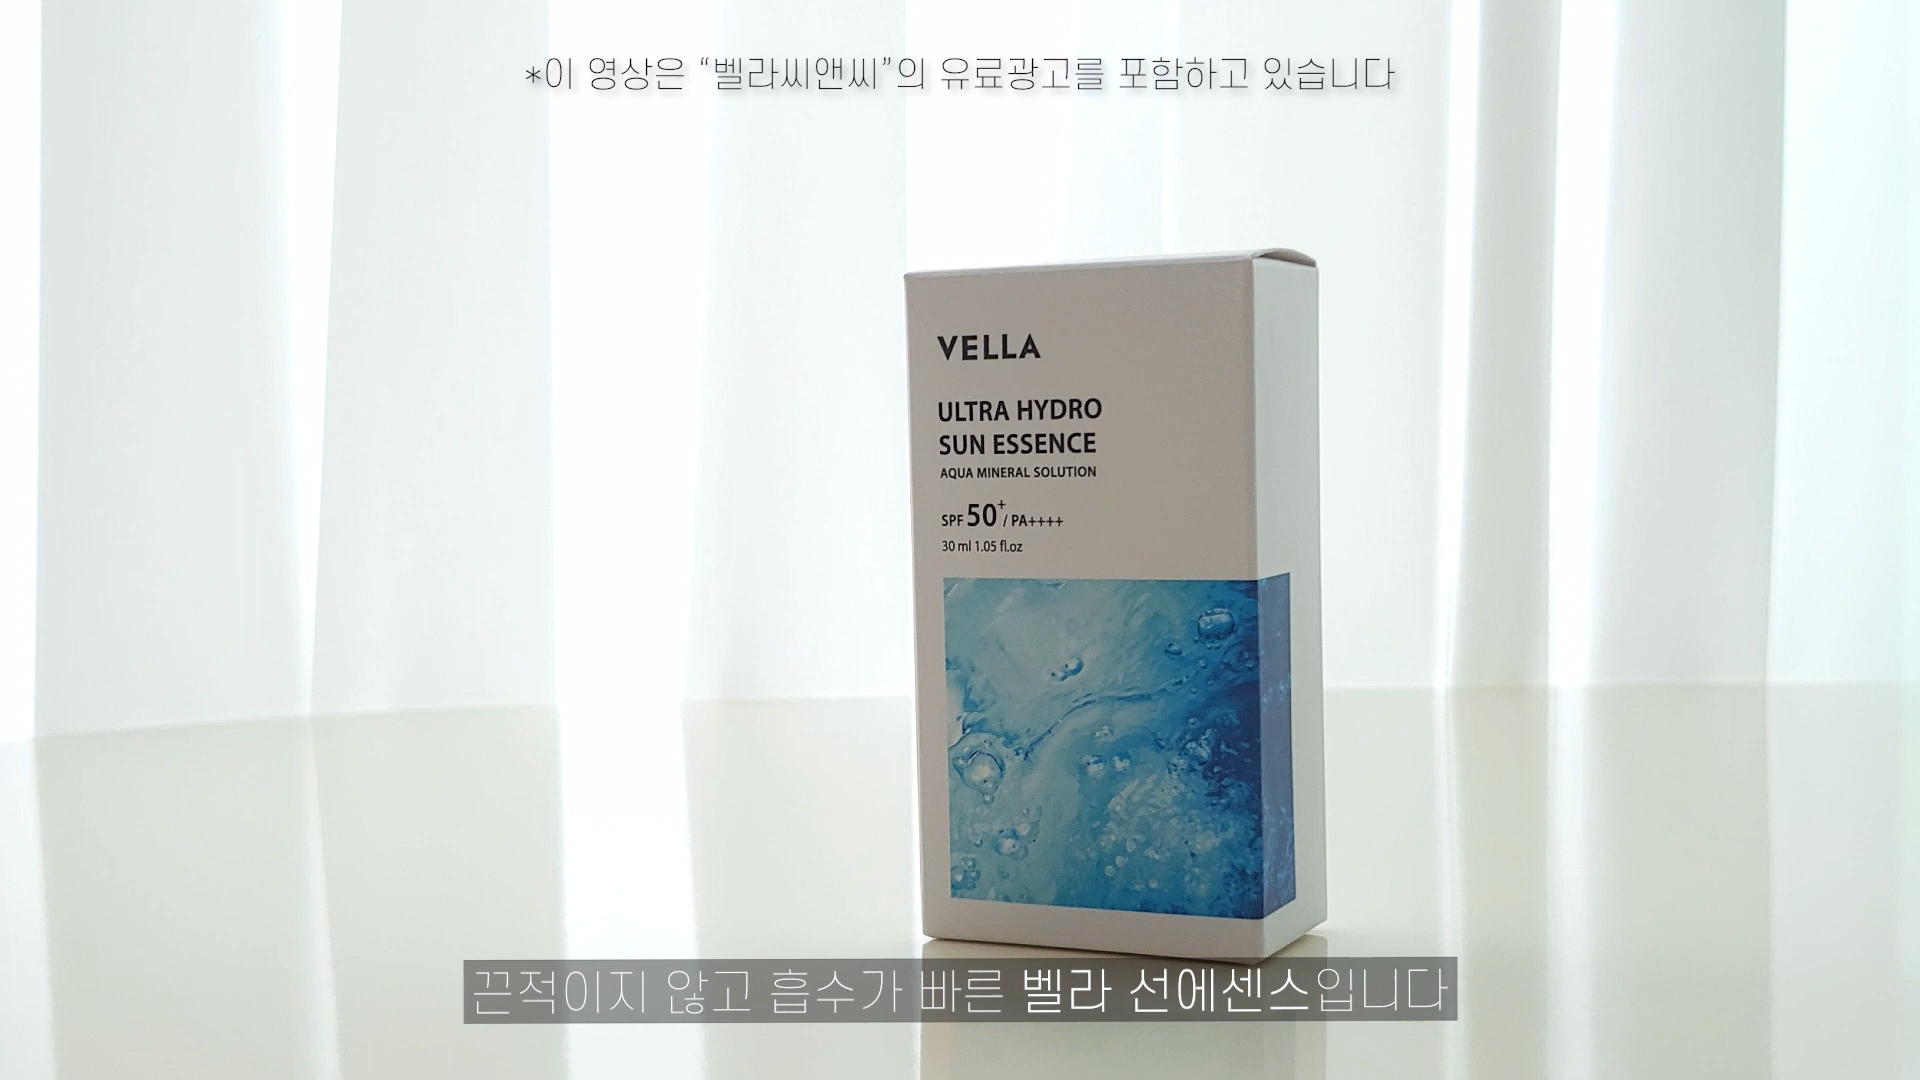 *이 영상은 “벨라씨앤씨”의 유료광고를 포함하고 있습니다
VELLA
ULTRA HYDRO
SUN ESSENCE
AQUA MINERAL SOLUTION
SPF 50+/ PA++++
30 ml 1.05 fl.oz
끈적이지 않고 흡수가 빠른 벨라 선에센스입니다